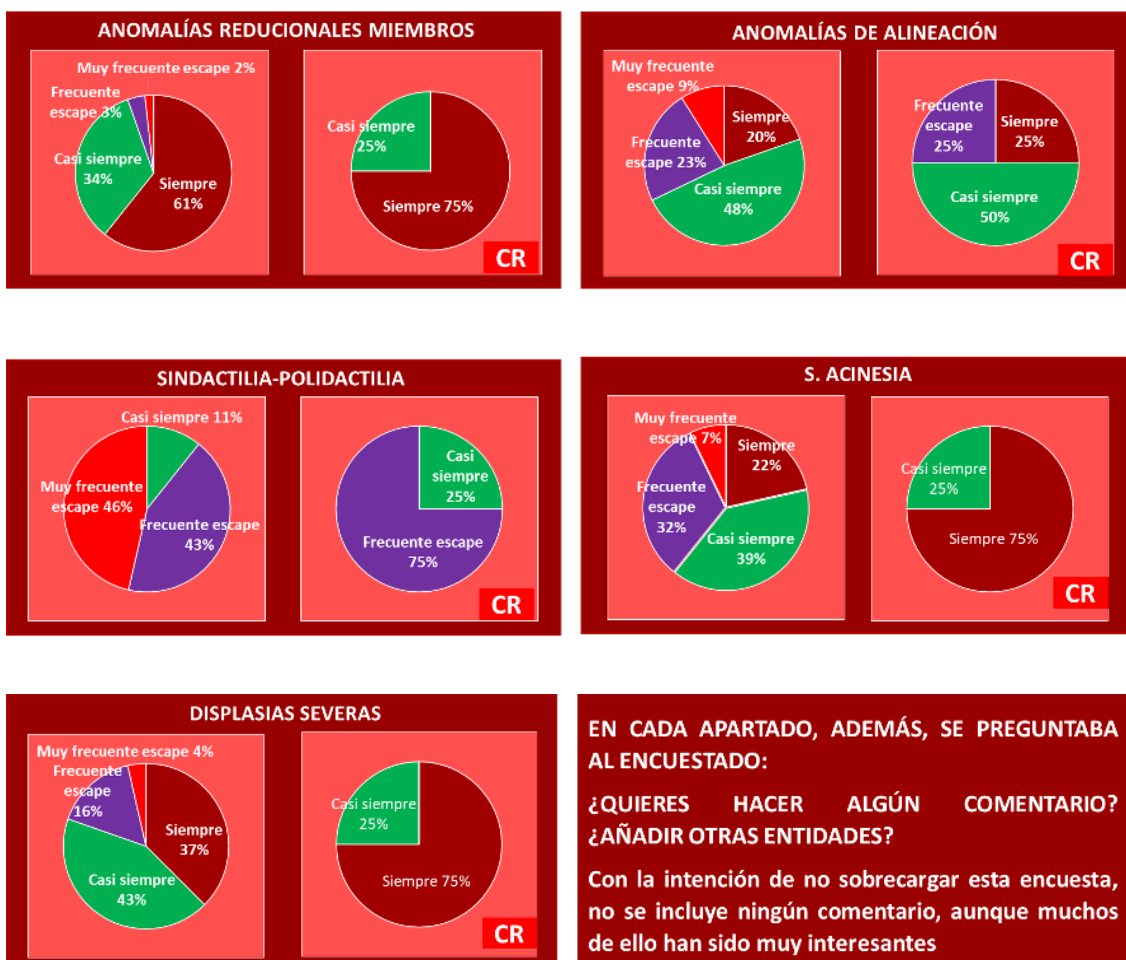 ANOMALÍAS REDUCIONALES MIEMBROS
Muy frecuente escape 2%
Frecuente
escape 3%
Casi siempre
34%
Siempre
61%
Casi siempre
25%
Siempre 75%
CR
ANOMALÍAS DE ALINEACIÓN
Muy frecuente
escape 9%
Siempre
20%
Frecuente
escape 23%
Casi siempre
48%
Frecuente
escape
25%
Siempre
25%
Casi siempre
50%
CR
SINDACTILIA-POLIDACTILIA
Casi siempre 11%
Muy frecuente
escape 46%
Frecuente escape
43%
Casi
siempre
25%
Frecuente escape
75%
CR
S. ACINESIA
Muy frecuente
escape 7%
Siempre
22%
Frecuente
escape
32%
Casi siempre
39%
Casi siempre
25%
Siempre 75%
CR
DISPLASIAS SEVERAS
Muy frecuente escape 4%
Frecuente
escape
16%
Siempre
37%
Casi siempre
43%
Casi siempre
25%
Siempre 75%
CR
EN CADA APARTADO, ADEMÁS, SE PREGUNTABA
AL ENCUESTADO:
¿QUIERES HACER ALGÚN COMENTARIO?
¿AÑADIR OTRAS ENTIDADES?
Con la intención de no sobrecargar esta encuesta,
no se incluye ningún comentario, aunque muchos
de ello han sido muy interesantes